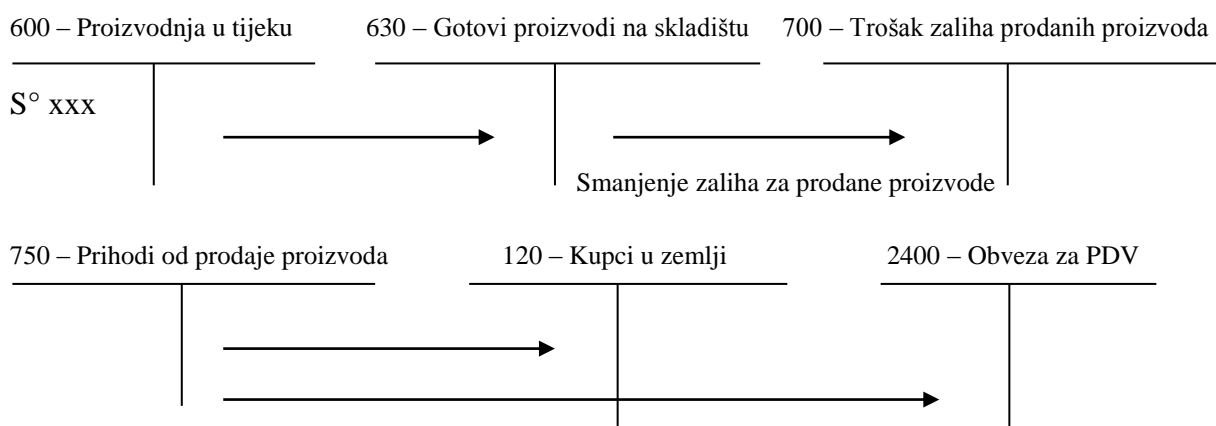 600 – Proizvodnja u tijeku 630 – Gotovi proizvodi na skladištu 700 – Trošak zaliha prodanih proizvoda
S° xxx
Smanjenje zaliha za prodane proizvode
750 – Prihodi od prodaje proizvoda 120 – Kupci u zemlji 2400 – Obveza za PDV